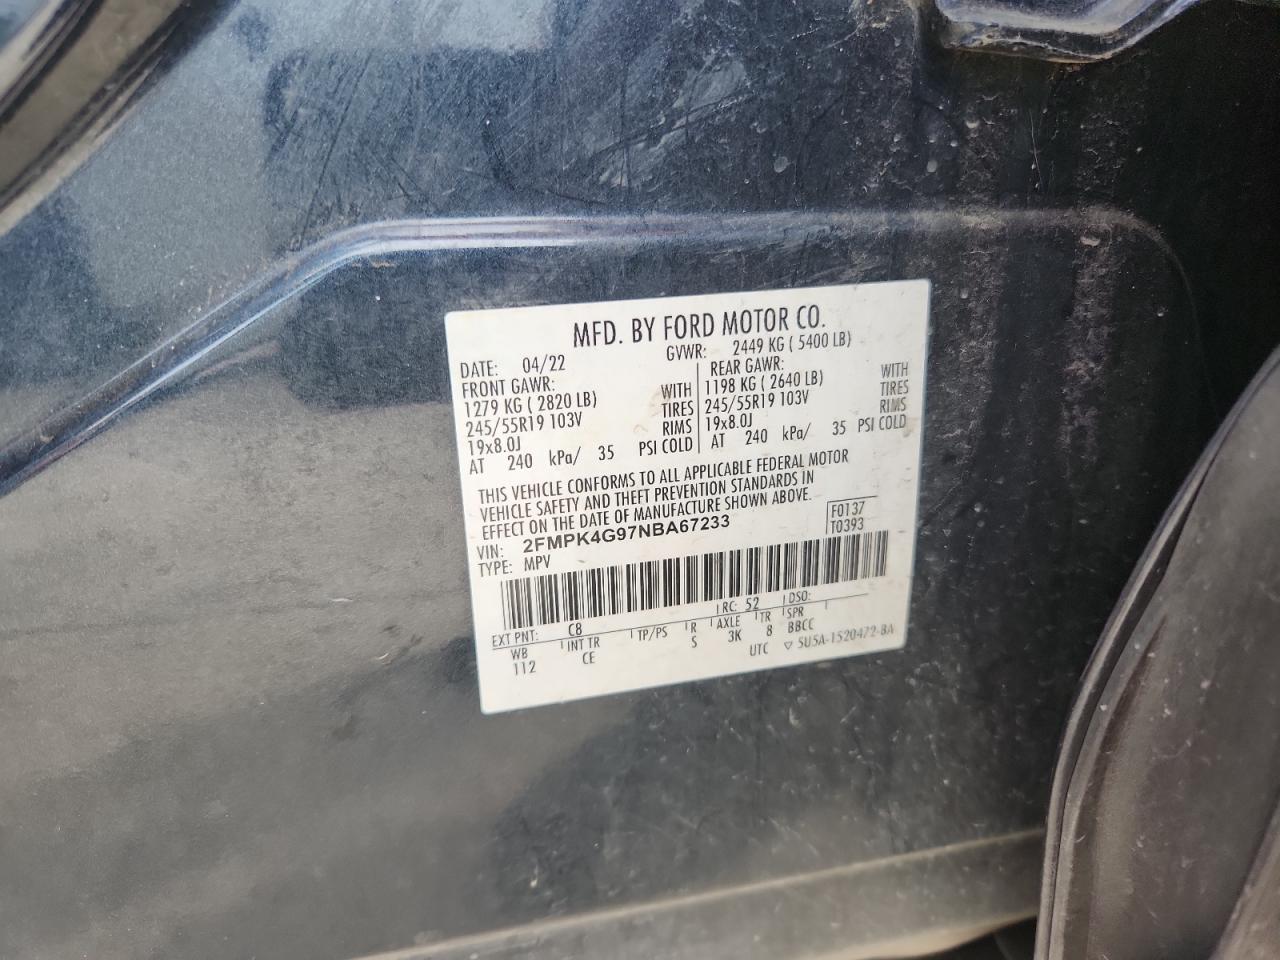 MFD. BY FORD MOTOR CO.
DATE: 04/22 GVWR: 2449 KG ( 5400 LB)
FRONT GAWR: REAR GAWR:
1279 KG ( 2820 LB) WITH 1198 KG ( 2640 LB) WITH
245/55R19 103V TIRES 245/55R19 103V TIRES
19x8.0J RIMS 19x8.0J RIMS
AT 240 kPa/ 35 PSI COLD AT 240 kPa/ 35 PSI COLD
THIS VEHICLE CONFORMS TO ALL APPLICABLE FEDERAL MOTOR
VEHICLE SAFETY AND THEFT PREVENTION STANDARDS IN
EFFECT ON THE DATE OF MANUFACTURE SHOWN ABOVE.
VIN: 2FMPK4G97NBA67233 F0137
TYPE: MPV T0393
EXT PNT: C8 RC: 52 DSO:
WB INT TR TP/PS R AXLE TR SPR
112 CE S 3K 8 BBCC
UTC ▽ 5U5A-1520472-BA